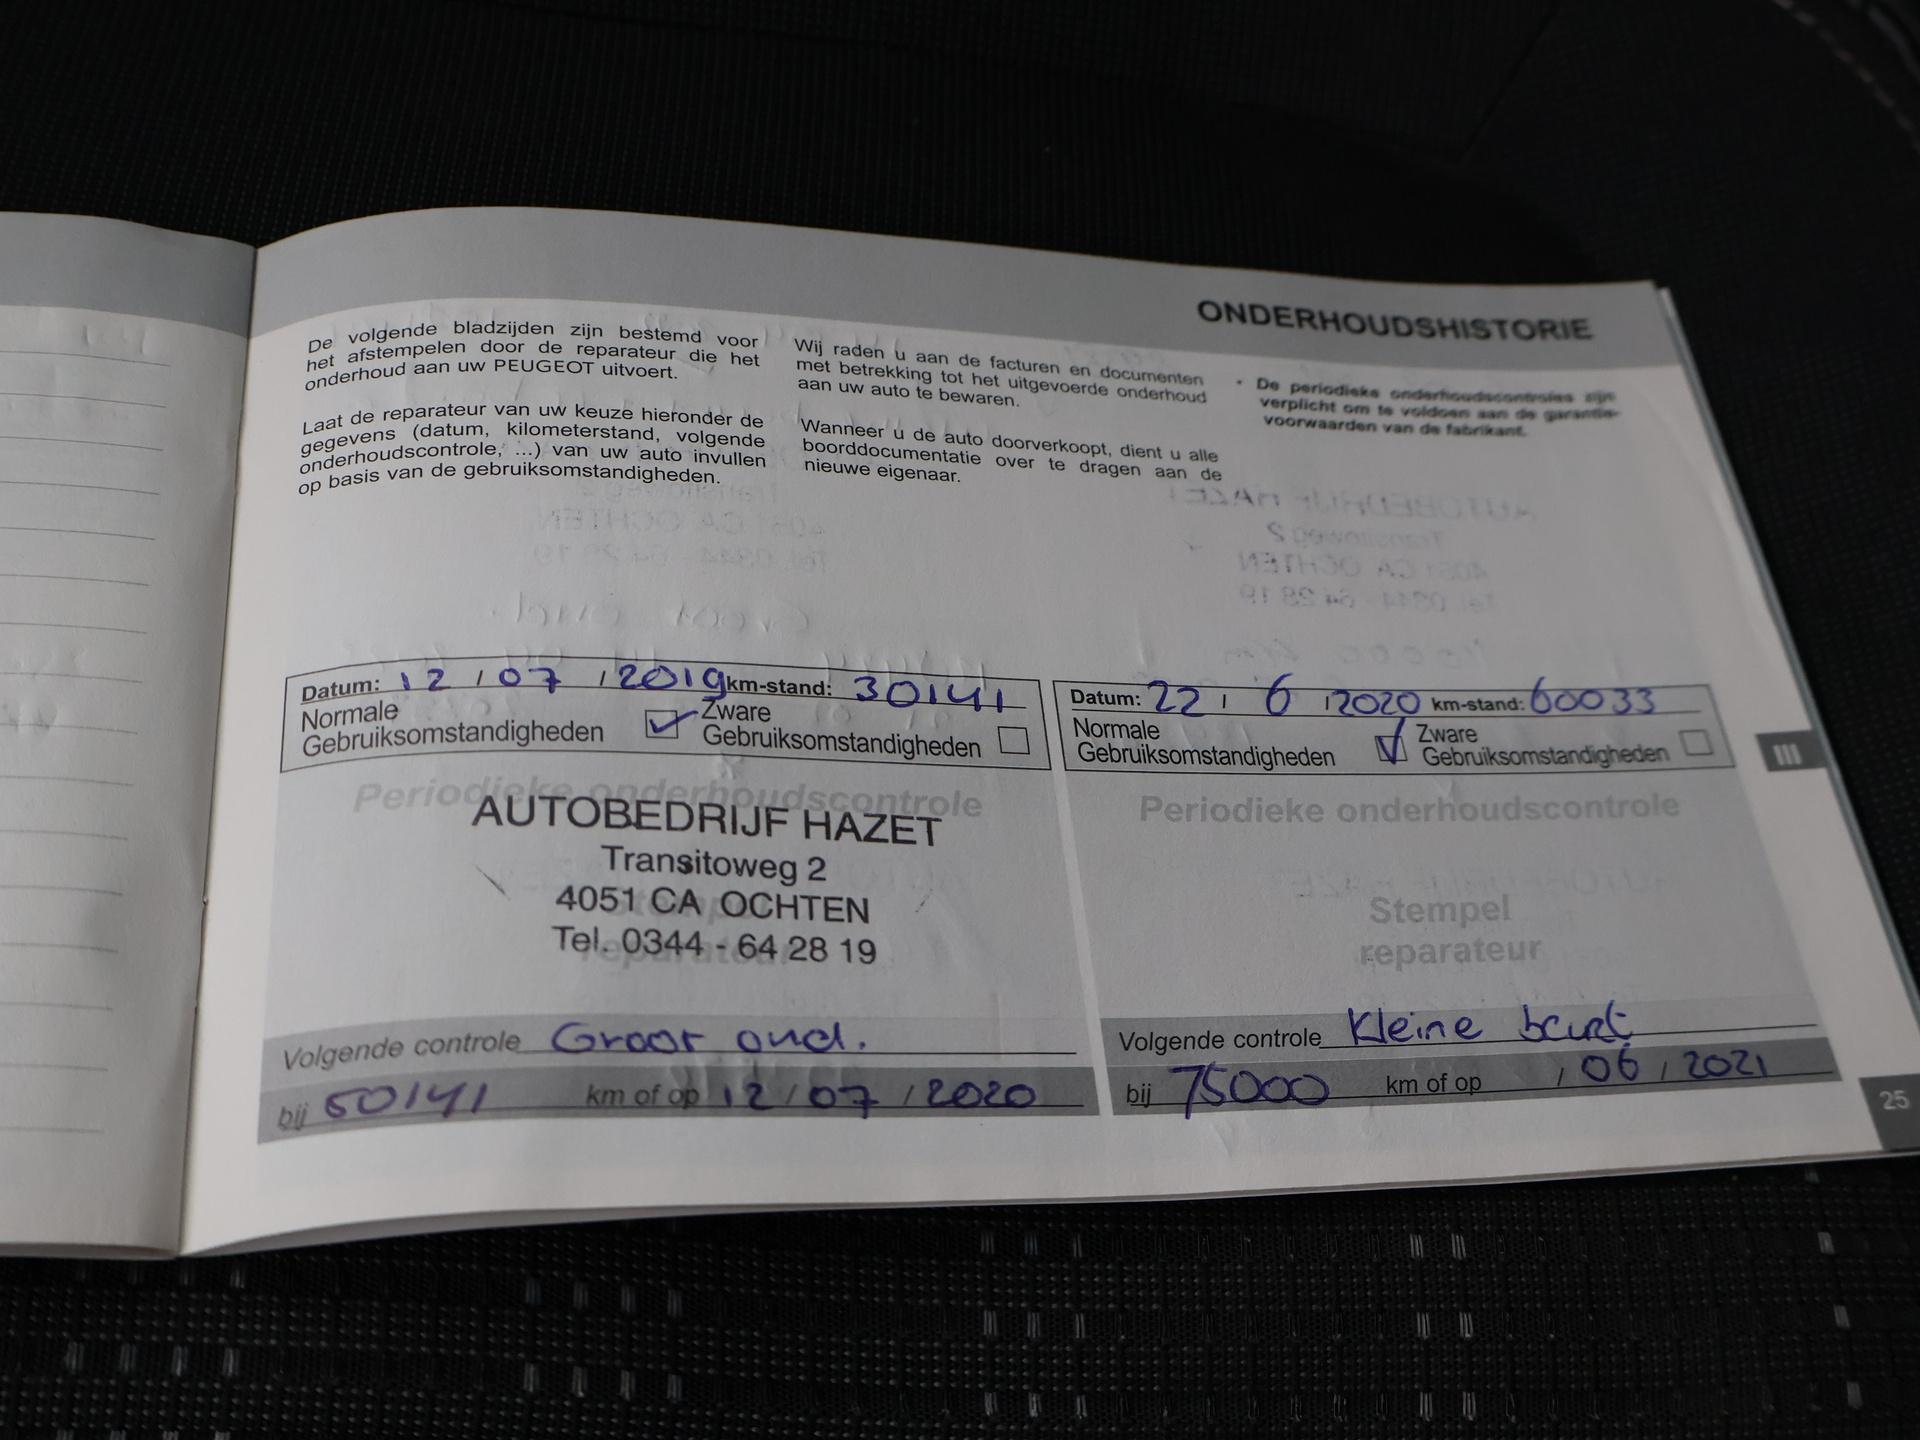 ONDERHOUDSHISTORIE
De volgende bladzijden zijn bestemd voor
het afstempelen door de reparateur die het
onderhoud aan uw PEUGEOT uitvoert.
Laat de reparateur van uw keuze hieronder de
gegevens (datum, kilometerstand, volgende
onderhoudscontrole, ...) van uw auto invullen
op basis van de gebruiksomstandigheden.
Wij raden u aan de facturen en documenten
met betrekking tot het uitgevoerde onderhoud
aan uw auto te bewaren.
Wanneer u de auto doorverkoopt, dient u alle
boorddocumentatie over te dragen aan de
nieuwe eigenaar.
• De periodieke onderhoudscontroles zijn
verplicht om te voldoen aan de garantie-
voorwaarden van de fabrikant.
Datum: 12 / 07 / 2019 km-stand: 30141
Normale
Gebruiksomstandigheden
Zware
Gebruiksomstandigheden
Periodieke onderhoudscontrole
AUTOBEDRIJF HAZET
Transitoweg 2
4051 CA OCHTEN
Tel. 0344 - 64 28 19
reparateur
Volgende controle Groot ond.
bij 50141 km of op 12 / 07 / 2020
Datum: 22 / 6 / 2020 km-stand: 60033
Normale
Gebruiksomstandigheden
Zware
Gebruiksomstandigheden
Periodieke onderhoudscontrole
Stempel
reparateur
Volgende controle Kleine beurt
bij 75000 km of op / 06 / 2021
III
25